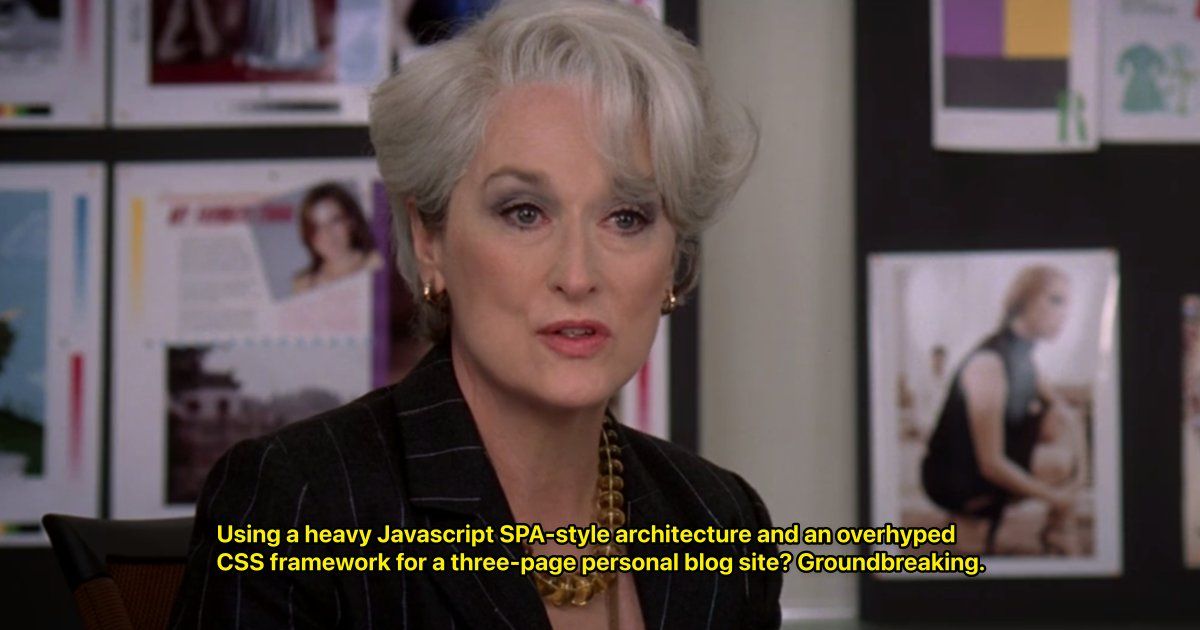 Using a heavy Javascript SPA-style architecture and an overhyped
CSS framework for a three-page personal blog site? Groundbreaking.
R